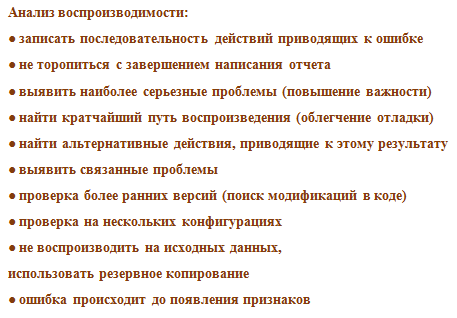 Анализ воспроизводимости:
● записать последовательность действий приводящих к ошибке
● не торопиться с завершением написания отчета
● выявить наиболее серьезные проблемы (повышение важности)
● найти кратчайший путь воспроизведения (облегчение отладки)
● найти альтернативные действия, приводящие к этому результату
● выявить связанные проблемы
● проверка более ранних версий (поиск модификаций в коде)
● проверка на нескольких конфигурациях
● не воспроизводить на исходных данных,
использовать резервное копирование
● ошибка происходит до появления признаков